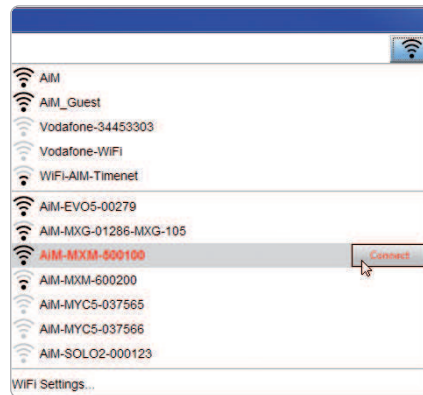 AiM
AiM_Guest
Vodafone-34453303
Vodafone-WiFi
WiFi-AIM-Timenet
AiM-EVO5-00279
AiM-MXG-01286-MXG-105
AiM-MXM-500100 Connect
AiM-MXM-600200
AiM-MYC5-037565
AiM-MYC5-037566
AiM-SOLO2-000123
WiFi Settings...